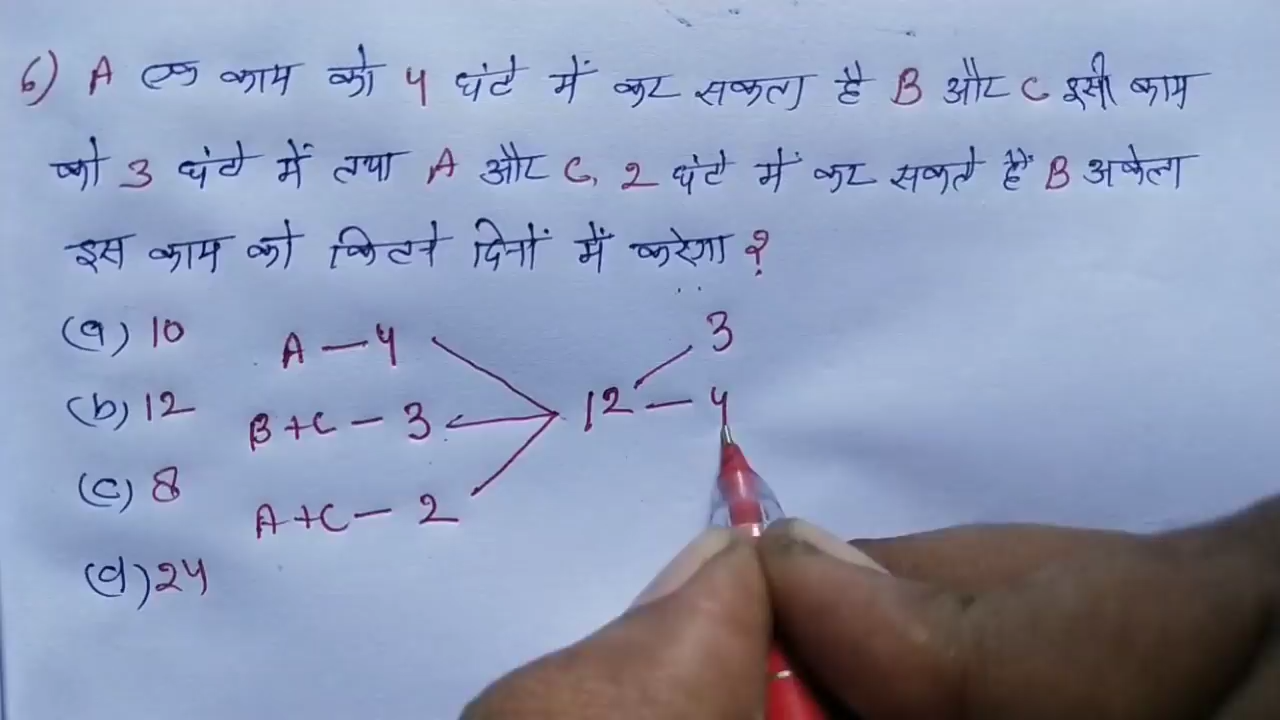 6) A एक काम को 4 घंटे में कर सकता है B और C इसी काम
को 3 घंटे में तथा A और C, 2 घंटे में कर सकते हैं B अकेला
इस काम को कितने दिनों में करेगा ?
(a) 10
(b) 12
(c) 8
(d) 24
A — 4
B + C — 3
A + C — 2
12 — 4
3